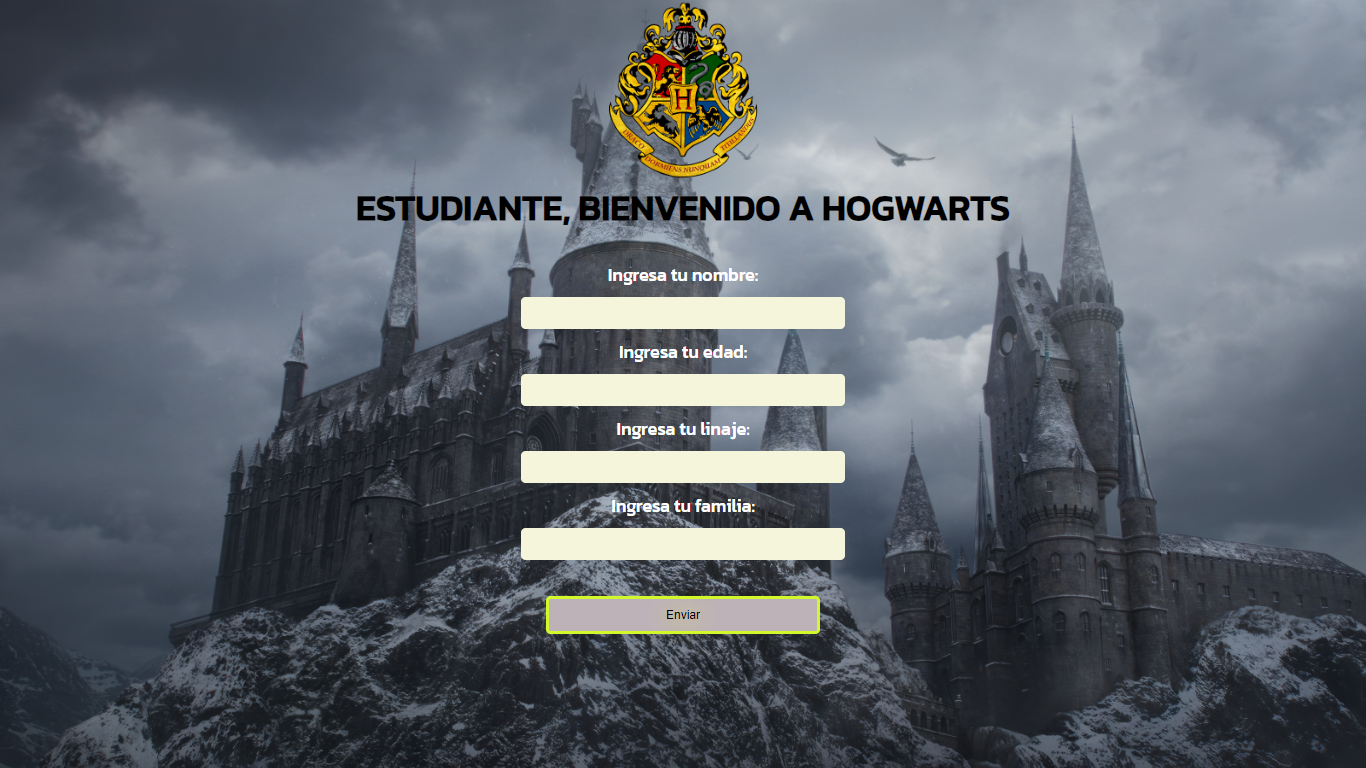 H
DRACO DORMIENS NUNQUAM TITILLANDUS
ESTUDIANTE, BIENVENIDO A HOGWARTS
Ingresa tu nombre:
Ingresa tu edad:
Ingresa tu linaje:
Ingresa tu familia:
Enviar